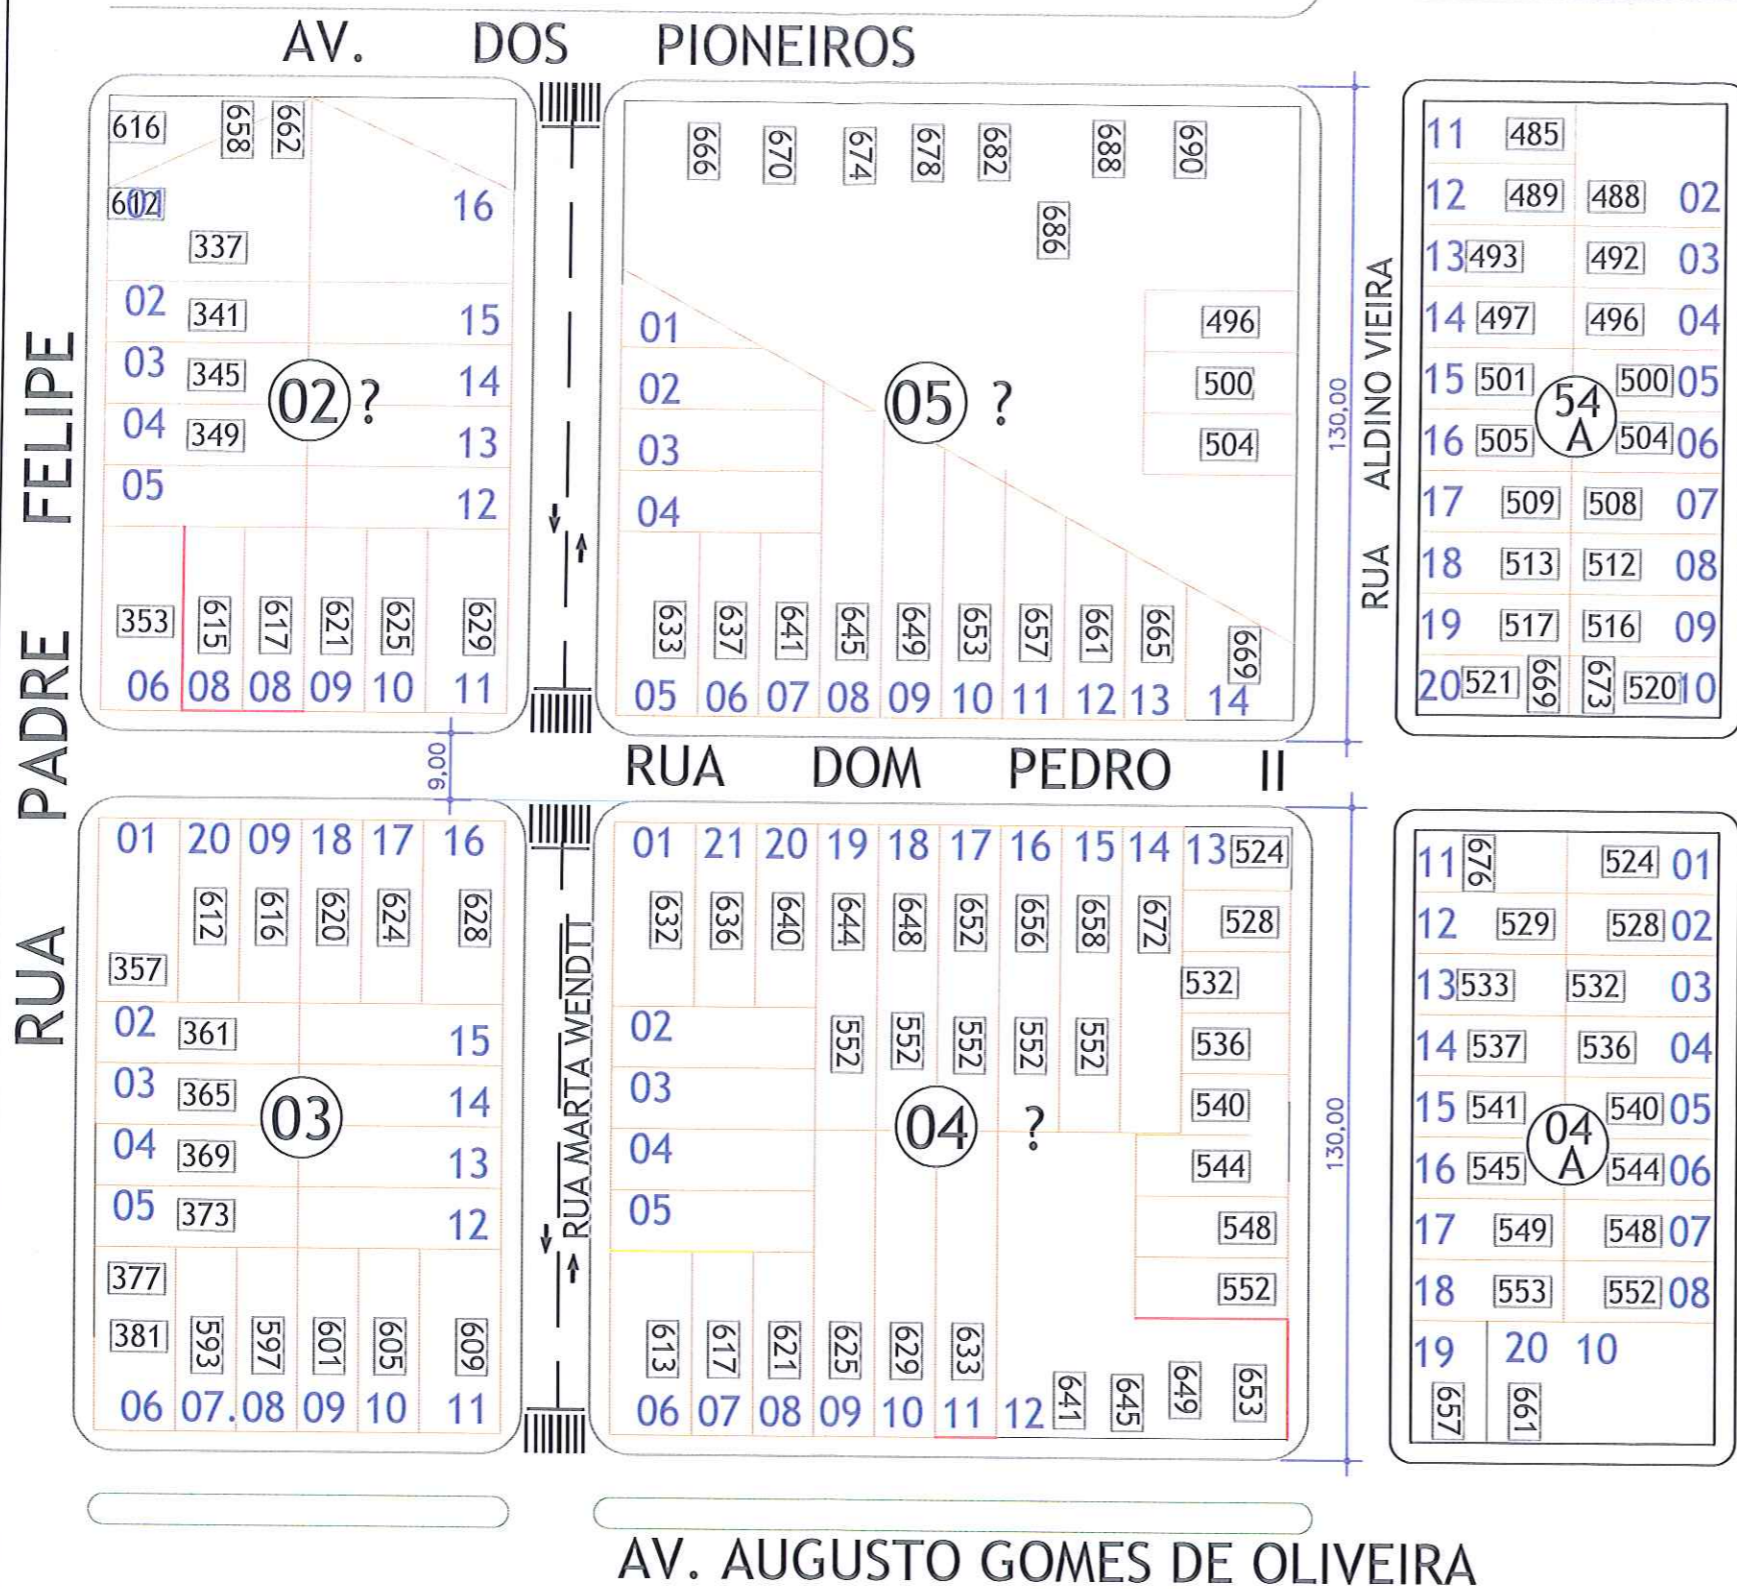 AV. DOS PIONEIROS
RUA PADRE FELIPE
616 658 662
612 01 16
337
02 341 15
03 345 14
02 ?
04 349 13
05 12
353 615 617 621 625 629
06 08 08 09 10 11
666 670 674 678 682 688 690
686
01 496
02 500
05 ?
03 504
04
633 637 641 645 649 653 657 661 665 669
05 06 07 08 09 10 11 12 13 14
130,00
RUA ALDINO VIEIRA
11 485
12 489 488 02
13 493 492 03
14 497 496 04
15 501 500 05
54 A
16 505 504 06
17 509 508 07
18 513 512 08
19 517 516 09
20 521 669 673 520 10
9,00
RUA DOM PEDRO II
01 20 09 18 17 16
612 616 620 624 628
357
02 361 15
03 365 14
03
04 369 13
05 373 12
377
381 593 597 601 605 609
06 07. 08 09 10 11
RUA MARTA WENDTT
01 21 20 19 18 17 16 15 14 13 524
632 636 640 644 648 652 656 658 672 528
532
02 552 552 552 552 552 536
03 540
04 ?
04 544
05 548
552
613 617 621 625 629 633 641 645 649 653
06 07 08 09 10 11 12
130,00
11 676 524 01
12 529 528 02
13 533 532 03
14 537 536 04
15 541 540 05
04 A
16 545 544 06
17 549 548 07
18 553 552 08
19 20 10
657 661
AV. AUGUSTO GOMES DE OLIVEIRA